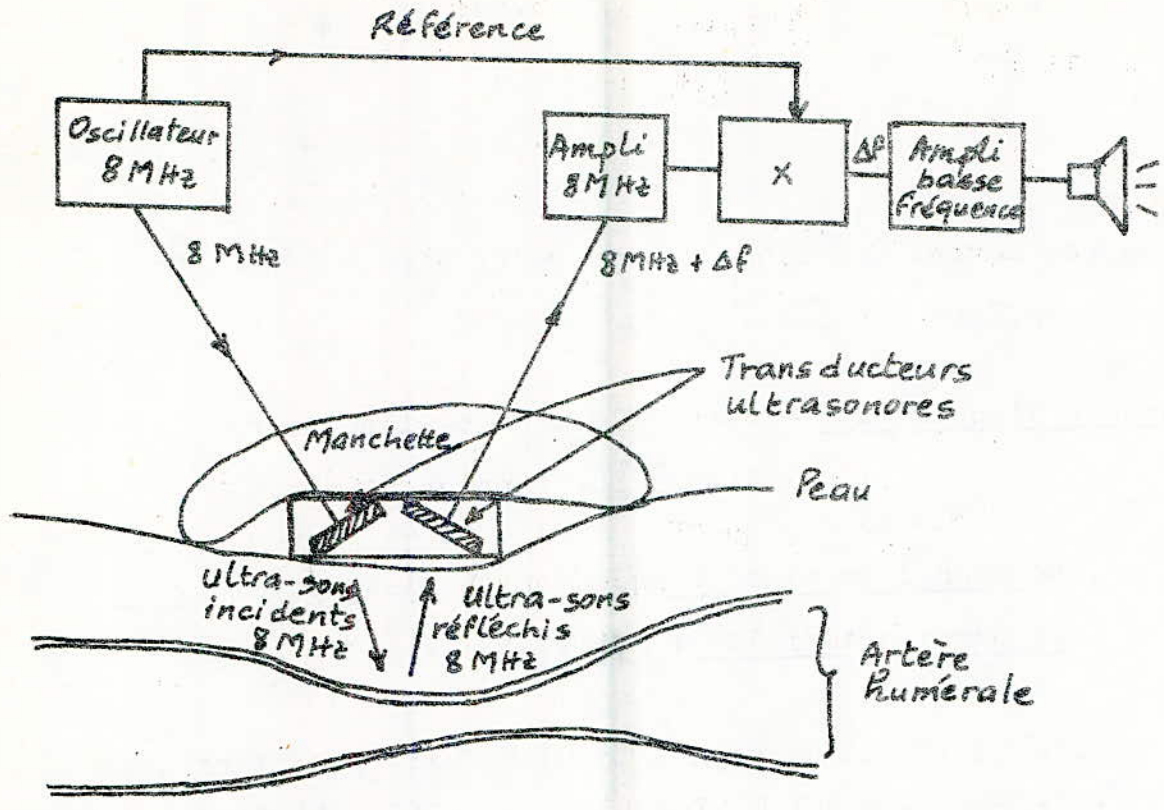 Référence
Oscillateur
8 MHz
Ampli
8 MHz
X
Δf
Ampli
basse
fréquence
8 MHz
8 MHz + Δf
Transducteurs
ultrasonores
Manchette
Peau
ultra-sons
incidents
8 MHz
Ultra-sons
réfléchis
8 MHz
Artère
humérale